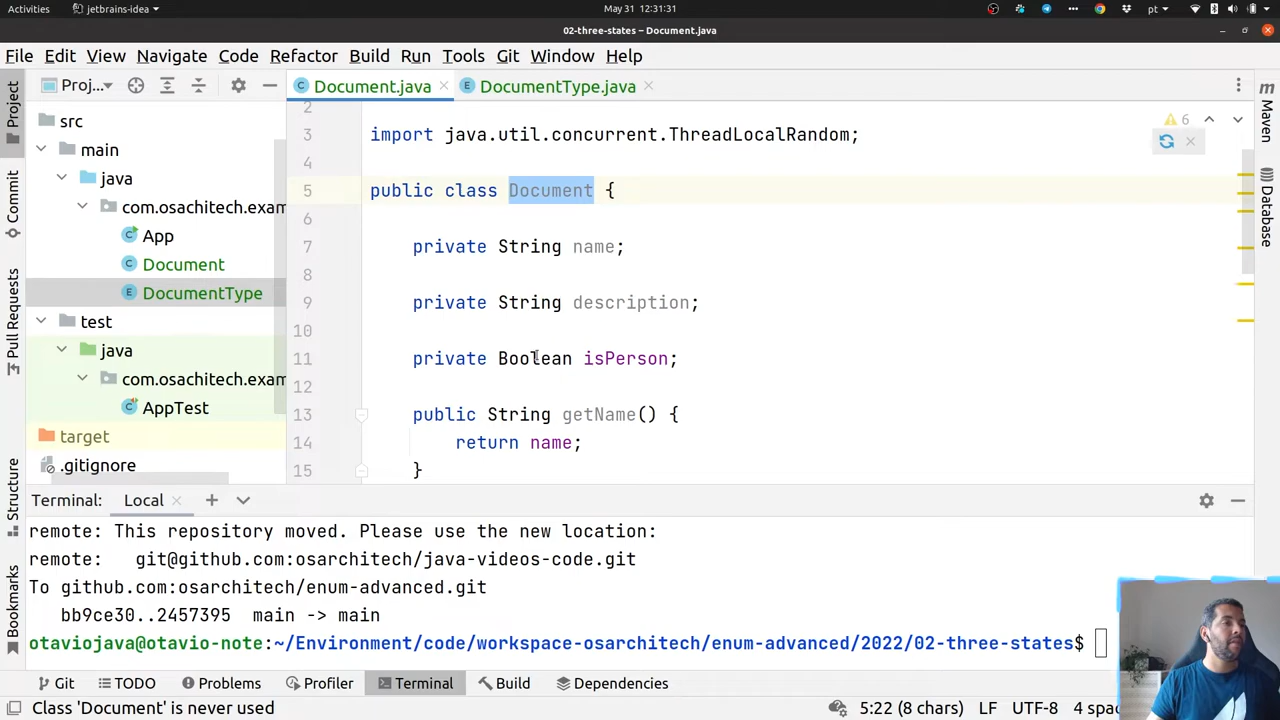 Activities
jetbrains-idea
May 31 12:31:31
pt
02-three-states – Document.java
File Edit View Navigate Code Refactor Build Run Tools Git Window Help
Project
Commit
Pull Requests
Structure
Bookmarks
Proj...
src
main
java
com.osachitech.exam
App
Document
DocumentType
test
java
com.osachitech.exam
AppTest
target
.gitignore
Document.java
DocumentType.java
2
3 import java.util.concurrent.ThreadLocalRandom;
4
5 public class Document {
6
7 private String name;
8
9 private String description;
10
11 private Boolean isPerson;
12
13 public String getName() {
14 return name;
15 }
6
m
Maven
Database
Terminal: Local
remote: This repository moved. Please use the new location:
remote:   git@github.com:osarchitech/java-videos-code.git
To github.com:osarchitech/enum-advanced.git
bb9ce30..2457395  main -> main
otaviojava@otavio-note:~/Environment/code/workspace-osarchitech/enum-advanced/2022/02-three-states$
Git TODO Problems Profiler Terminal Build Dependencies
Class 'Document' is never used
5:22 (8 chars) LF UTF-8 4 spac